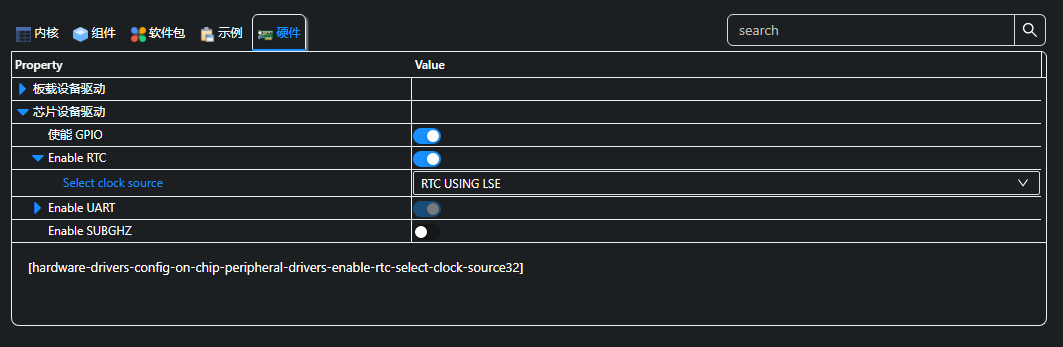 内核 组件 软件包 示例 硬件 search
Property Value
板载设备驱动
芯片设备驱动
使能 GPIO
Enable RTC
Select clock source RTC USING LSE
Enable UART
Enable SUBGHZ
[hardware-drivers-config-on-chip-peripheral-drivers-enable-rtc-select-clock-source32]